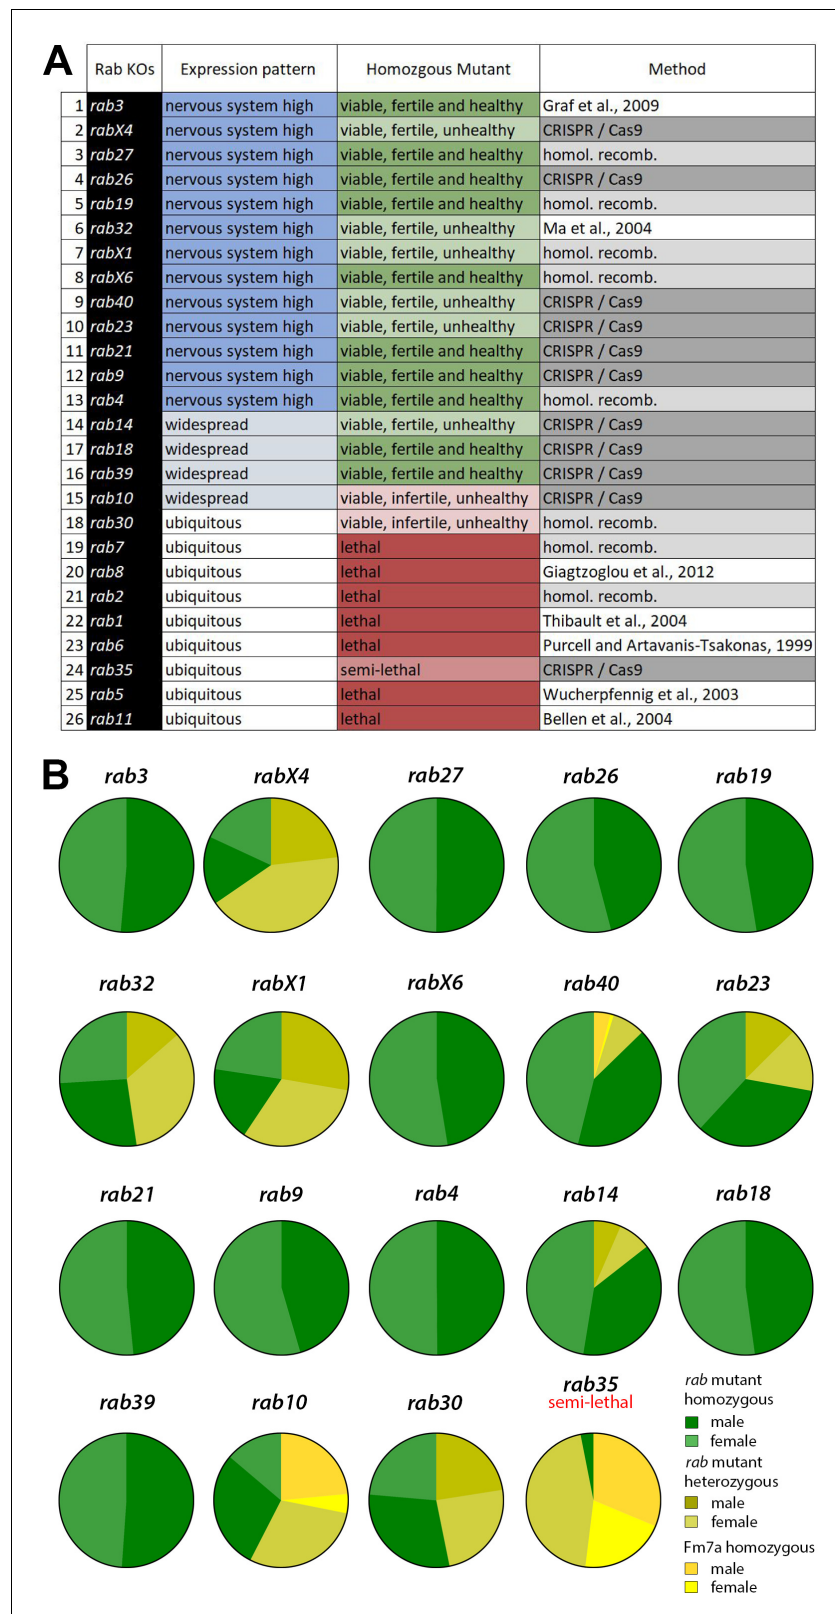 A
Rab KOs Expression pattern Homozgous Mutant Method
1 rab3 nervous system high viable, fertile and healthy Graf et al., 2009
2 rabX4 nervous system high viable, fertile, unhealthy CRISPR / Cas9
3 rab27 nervous system high viable, fertile and healthy homol. recomb.
4 rab26 nervous system high viable, fertile and healthy CRISPR / Cas9
5 rab19 nervous system high viable, fertile and healthy homol. recomb.
6 rab32 nervous system high viable, fertile, unhealthy Ma et al., 2004
7 rabX1 nervous system high viable, fertile, unhealthy homol. recomb.
8 rabX6 nervous system high viable, fertile and healthy homol. recomb.
9 rab40 nervous system high viable, fertile, unhealthy CRISPR / Cas9
10 rab23 nervous system high viable, fertile, unhealthy CRISPR / Cas9
11 rab21 nervous system high viable, fertile and healthy CRISPR / Cas9
12 rab9 nervous system high viable, fertile and healthy CRISPR / Cas9
13 rab4 nervous system high viable, fertile and healthy homol. recomb.
14 rab14 widespread viable, fertile, unhealthy CRISPR / Cas9
17 rab18 widespread viable, fertile and healthy CRISPR / Cas9
16 rab39 widespread viable, fertile and healthy CRISPR / Cas9
15 rab10 widespread viable, infertile, unhealthy CRISPR / Cas9
18 rab30 ubiquitous viable, infertile, unhealthy homol. recomb.
19 rab7 ubiquitous lethal homol. recomb.
20 rab8 ubiquitous lethal Giagtzoglou et al., 2012
21 rab2 ubiquitous lethal homol. recomb.
22 rab1 ubiquitous lethal Thibault et al., 2004
23 rab6 ubiquitous lethal Purcell and Artavanis-Tsakonas, 1999
24 rab35 ubiquitous semi-lethal CRISPR / Cas9
25 rab5 ubiquitous lethal Wucherpfennig et al., 2003
26 rab11 ubiquitous lethal Bellen et al., 2004
B
rab3 rabX4 rab27 rab26 rab19
rab32 rabX1 rabX6 rab40 rab23
rab21 rab9 rab4 rab14 rab18
rab39 rab10 rab30 rab35
semi-lethal
rab mutant
homozygous
male
female
rab mutant
heterozygous
male
female
Fm7a homozygous
male
female